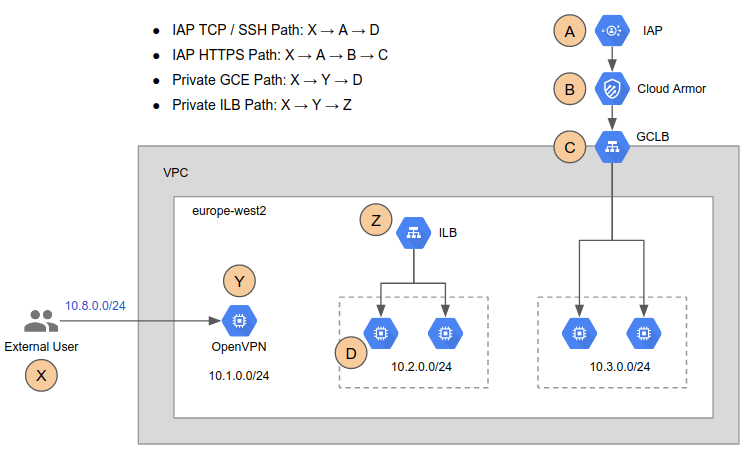 ● IAP TCP / SSH Path: X → A → D
● IAP HTTPS Path: X → A → B → C
● Private GCE Path: X → Y → D
● Private ILB Path: X → Y → Z
A
IAP
B
Cloud Armor
C
GCLB
VPC
europe-west2
Z
ILB
Y
10.8.0.0/24
External User
X
OpenVPN
10.1.0.0/24
D
10.2.0.0/24
10.3.0.0/24